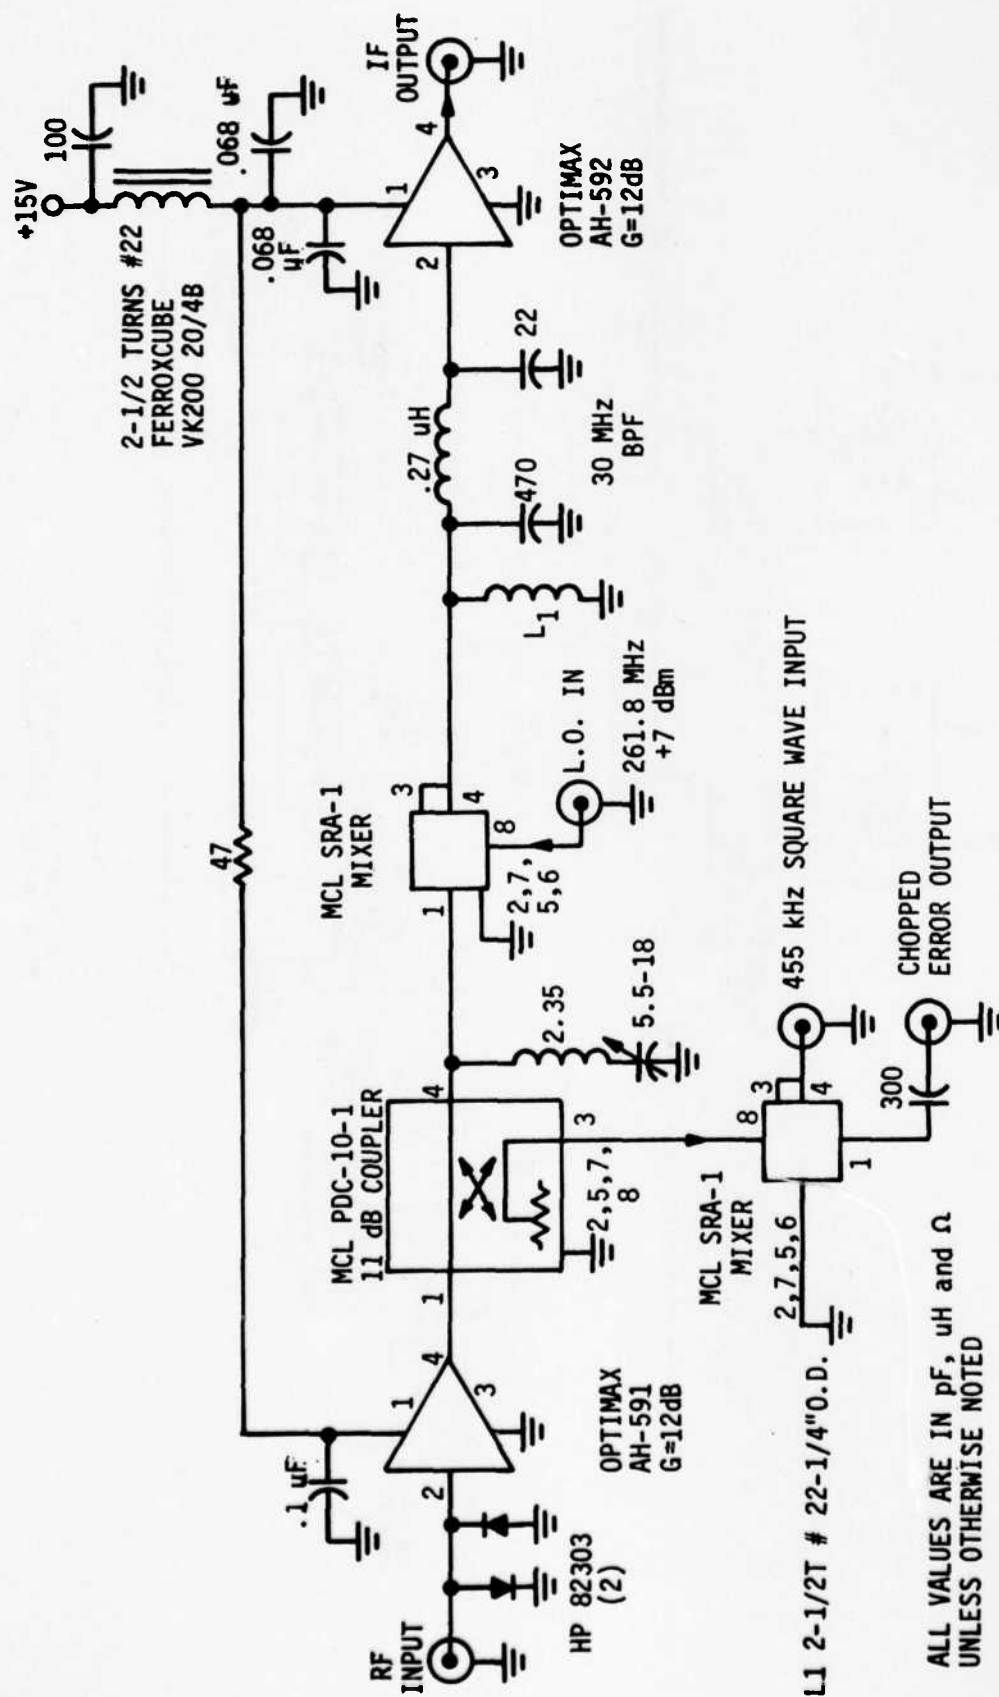 +15V
100
2-1/2 TURNS #22
FERROXCUBE
VK200 20/4B
.068 uF
.068
uF
47
.1 uF
RF
INPUT
HP 82303
(2)
2
1
4
3
OPTIMAX
AH-591
G=12dB
MCL PDC-10-1
11 dB COUPLER
1
4
3
2,5,7,
8
2.35
5.5-18
MCL SRA-1
MIXER
1
3
4
8
2,7,
5,6
L.O. IN
261.8 MHz
+7 dBm
L1
.27 uH
470
22
30 MHz
BPF
2
1
4
3
OPTIMAX
AH-592
G=12dB
IF
OUTPUT
MCL SRA-1
MIXER
2,7,5,6
8
3
4
1
455 kHz SQUARE WAVE INPUT
300
CHOPPED
ERROR OUTPUT
L1 2-1/2T # 22-1/4"O.D.
ALL VALUES ARE IN pF, uH and Ω
UNLESS OTHERWISE NOTED